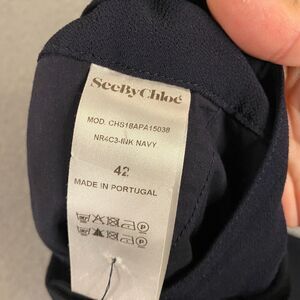 SeeByChloé
MOD. CHS18APA15038
NR4C3-INK NAVY
42
MADE IN PORTUGAL